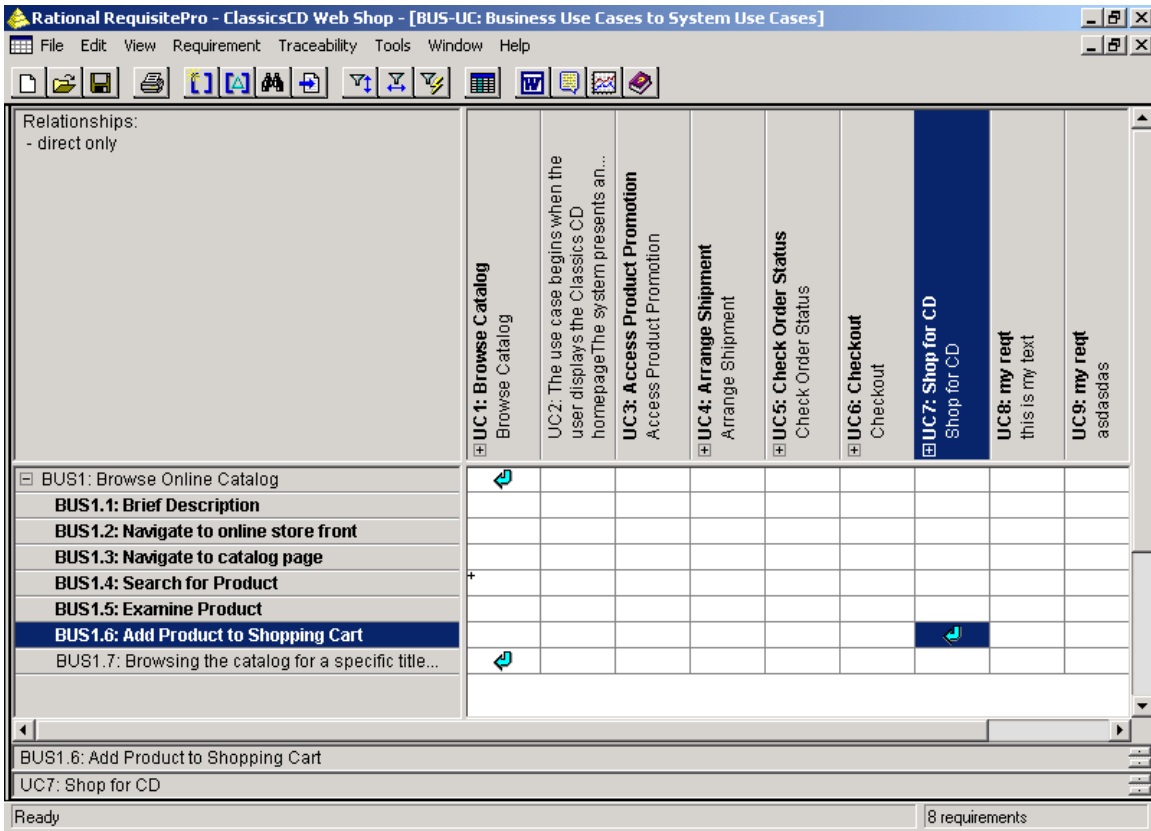 Rational RequisitePro - ClassicsCD Web Shop - [BUS-UC: Business Use Cases to System Use Cases]
File Edit View Requirement Traceability Tools Window Help
Relationships:
- direct only
UC1: Browse Catalog
Browse Catalog
UC2: The use case begins when the
user displays the Classics CD
homepageThe system presents an...
UC3: Access Product Promotion
Access Product Promotion
UC4: Arrange Shipment
Arrange Shipment
UC5: Check Order Status
Check Order Status
UC6: Checkout
Checkout
UC7: Shop for CD
Shop for CD
UC8: my reqt
this is my text
UC9: my reqt
asdasdas
BUS1: Browse Online Catalog
BUS1.1: Brief Description
BUS1.2: Navigate to online store front
BUS1.3: Navigate to catalog page
BUS1.4: Search for Product
BUS1.5: Examine Product
BUS1.6: Add Product to Shopping Cart
BUS1.7: Browsing the catalog for a specific title...
BUS1.6: Add Product to Shopping Cart
UC7: Shop for CD
Ready 8 requirements